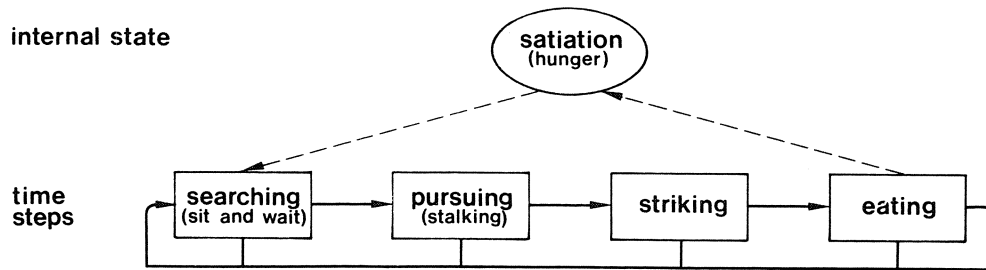 internal state
satiation
(hunger)
time
steps
searching
(sit and wait)
pursuing
(stalking)
striking
eating